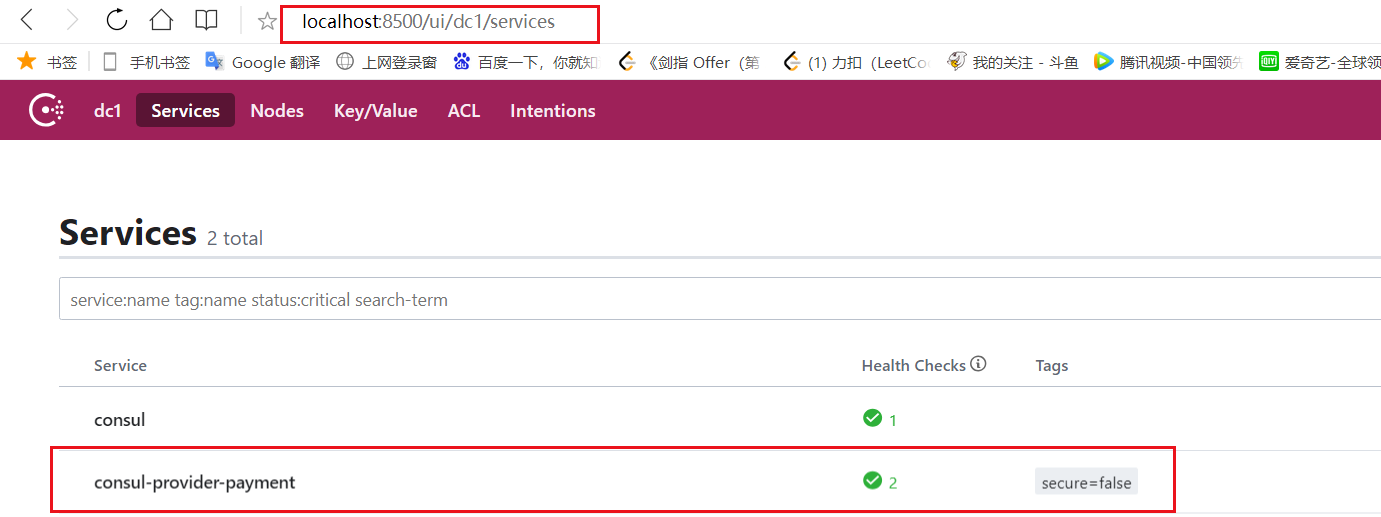 localhost:8500/ui/dc1/services
书签 手机书签 Google 翻译 上网登录窗 百度一下，你就知 《剑指 Offer（第 (1) 力扣（LeetCo 我的关注 - 斗鱼 腾讯视频-中国领先 爱奇艺-全球领
dc1 Services Nodes Key/Value ACL Intentions
Services 2 total
service:name tag:name status:critical search-term
Service Health Checks Tags
consul 1
consul-provider-payment 2 secure=false